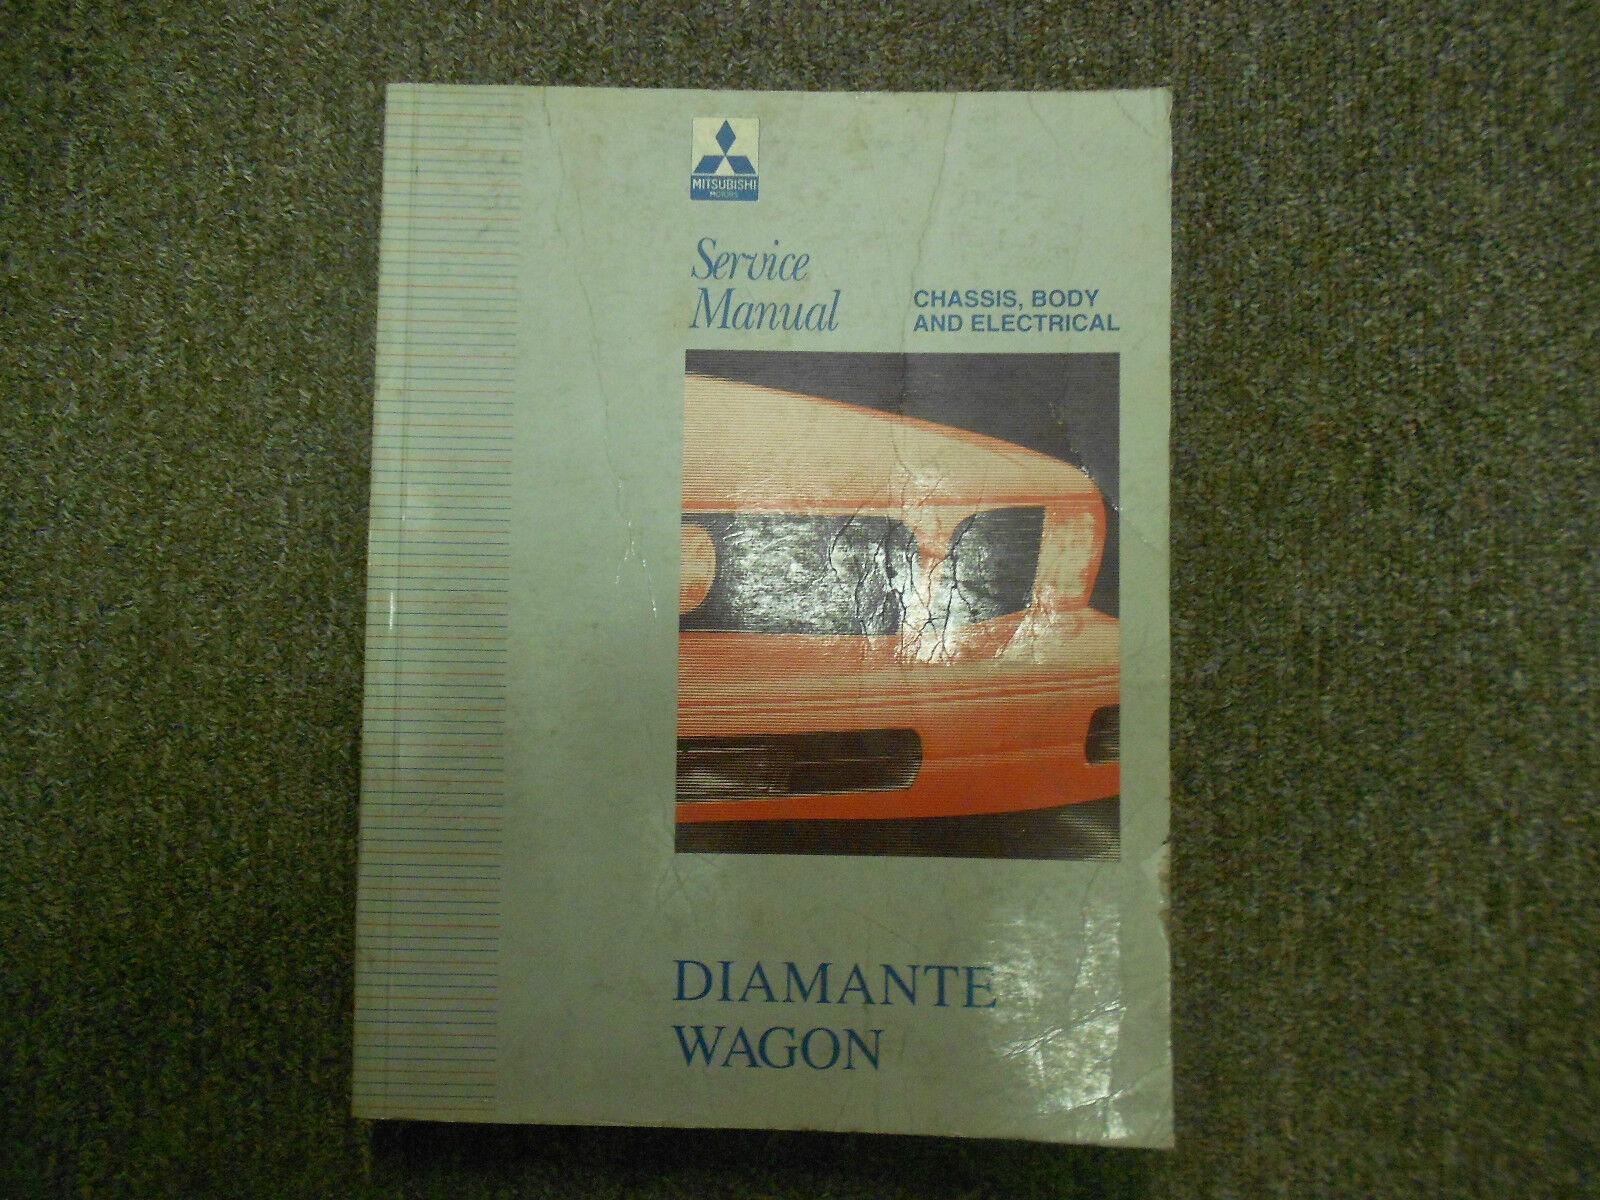 MITSUBISHI
MOTORS
Service
Manual
CHASSIS, BODY
AND ELECTRICAL
DIAMANTE
WAGON